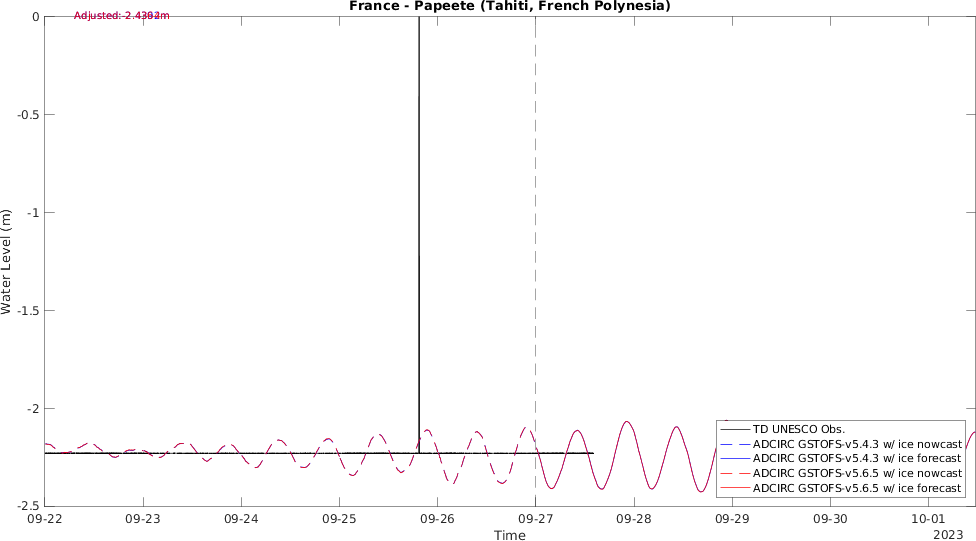 France - Papeete (Tahiti, French Polynesia)
0
-0.5
-1
-1.5
-2
-2.5
Water Level (m)
TD UNESCO Obs.
ADCIRC GSTOFS-v5.4.3 w/ ice nowcast
ADCIRC GSTOFS-v5.4.3 w/ ice forecast
ADCIRC GSTOFS-v5.6.5 w/ ice nowcast
ADCIRC GSTOFS-v5.6.5 w/ ice forecast
09-22 09-23 09-24 09-25 09-26 09-27 09-28 09-29 09-30 10-01
Time
2023